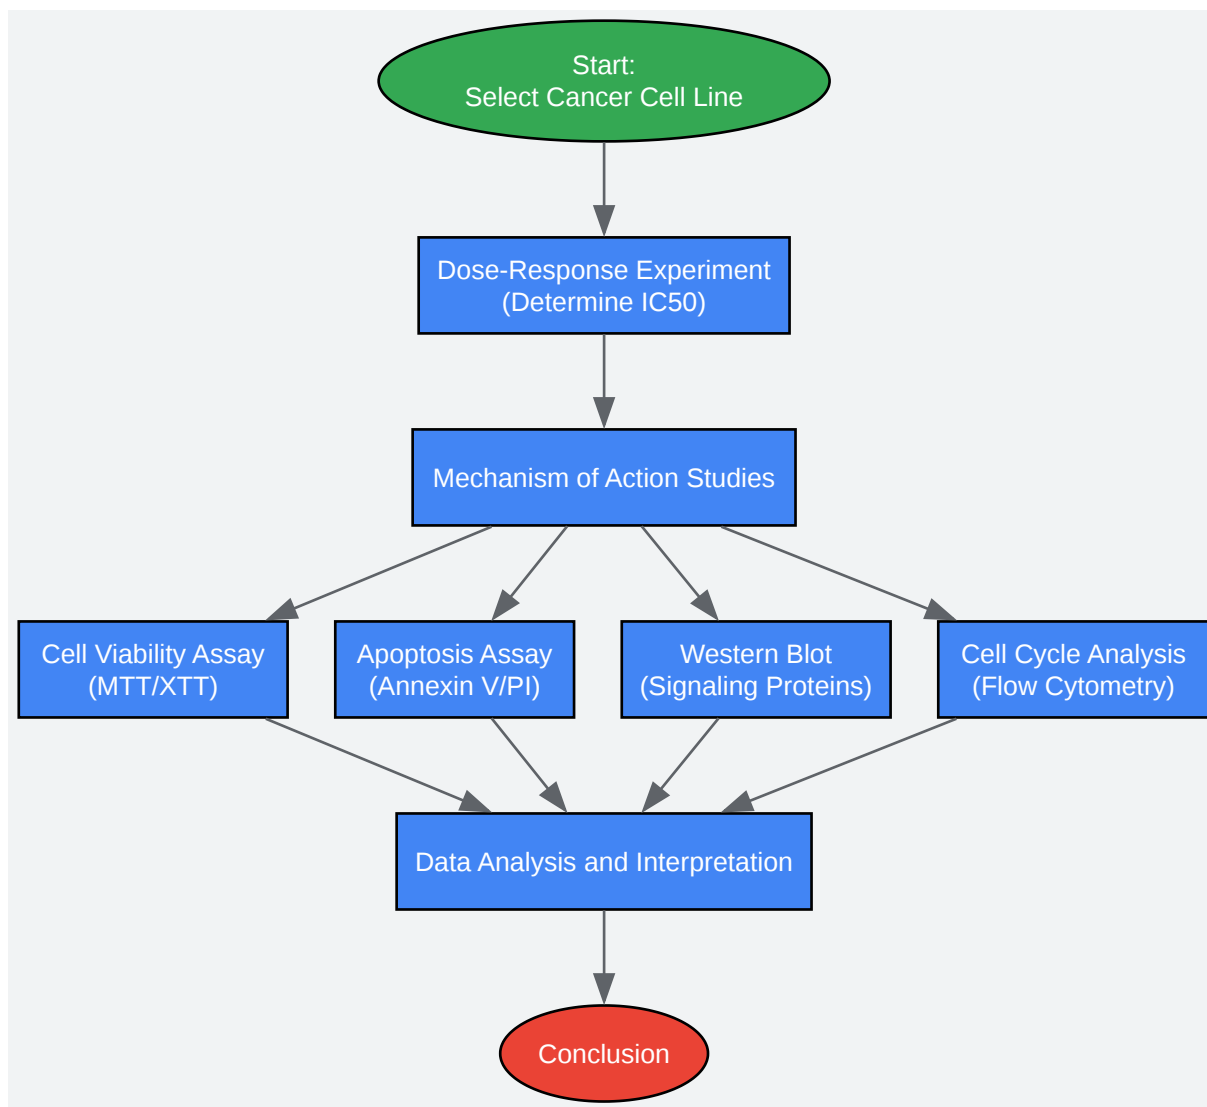 Start:
Select Cancer Cell Line
Dose-Response Experiment
(Determine IC50)
Mechanism of Action Studies
Cell Viability Assay
(MTT/XTT)
Apoptosis Assay
(Annexin V/PI)
Western Blot
(Signaling Proteins)
Cell Cycle Analysis
(Flow Cytometry)
Data Analysis and Interpretation
Conclusion